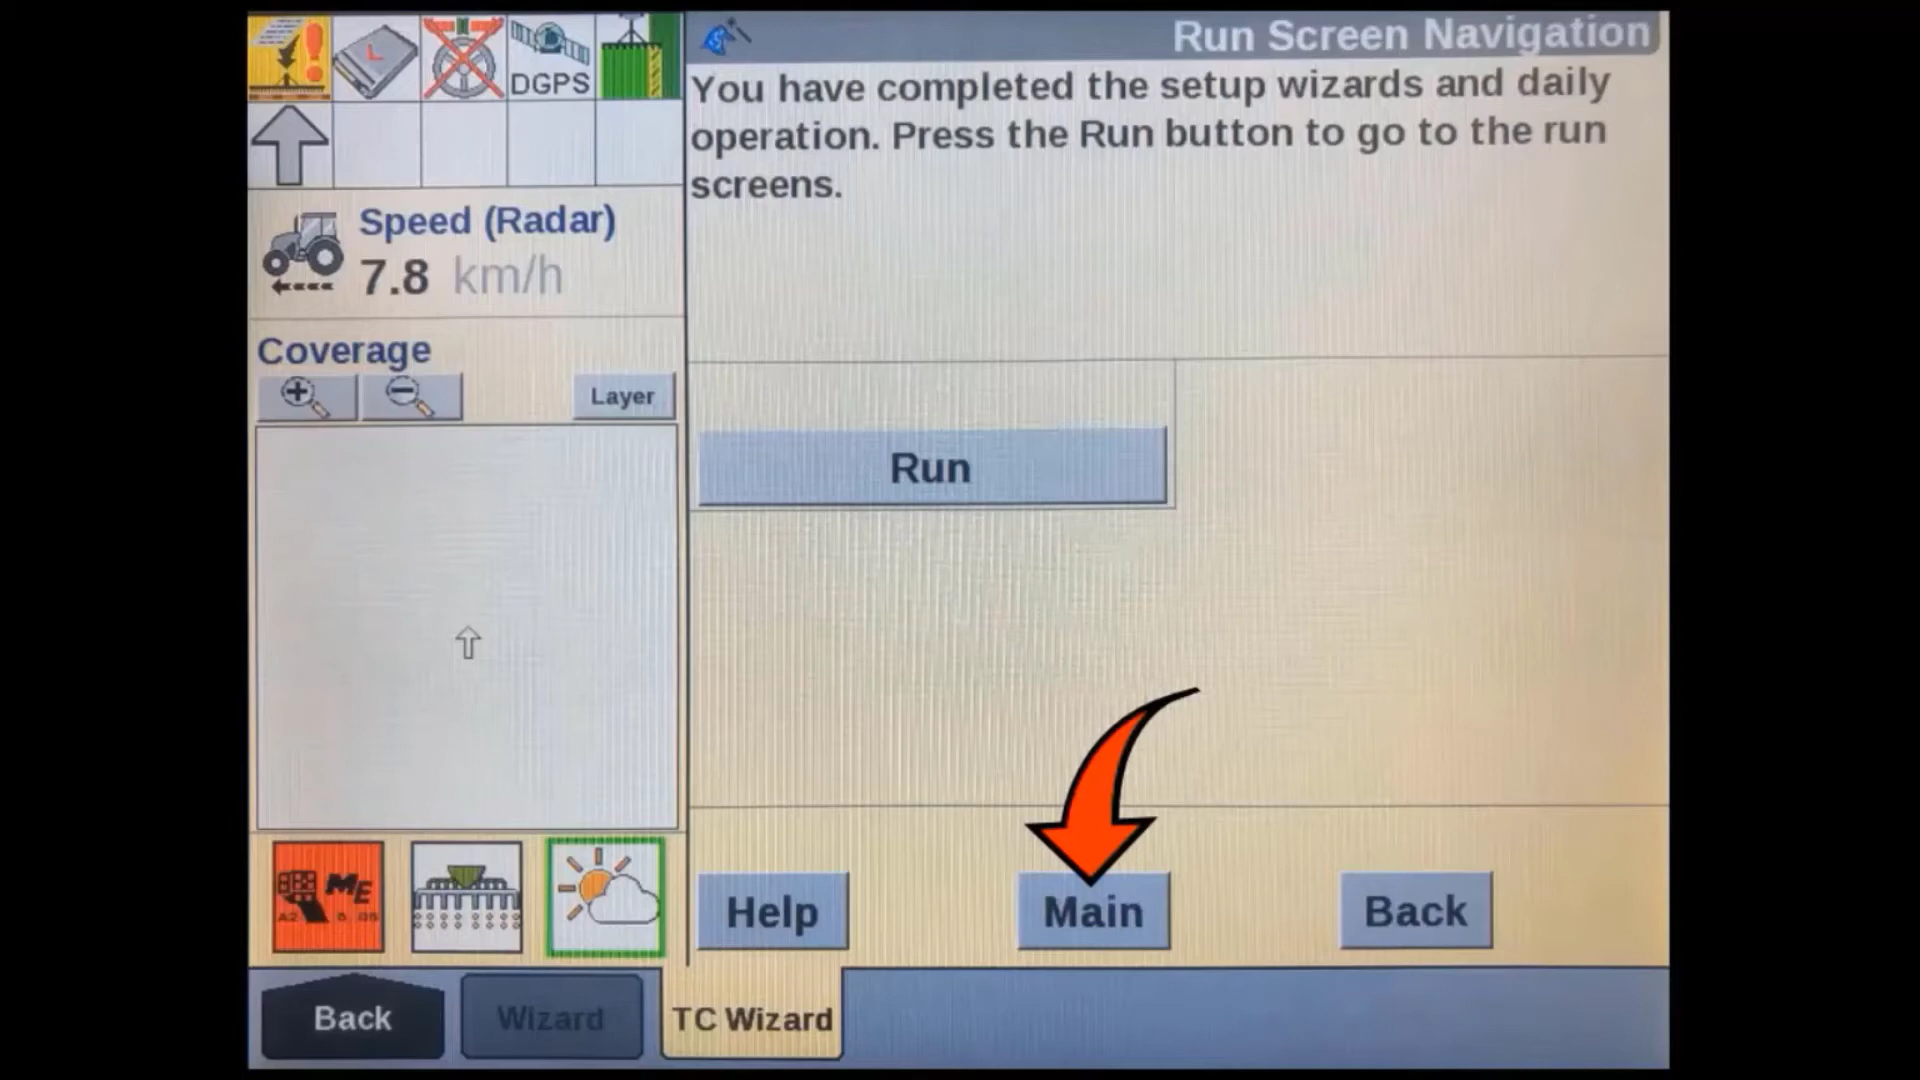 Run Screen Navigation
You have completed the setup wizards and daily
operation. Press the Run button to go to the run
screens.
L
DGPS
Speed (Radar)
7.8 km/h
Coverage
Layer
Run
ME
Help
Main
Back
Back
Wizard
TC Wizard